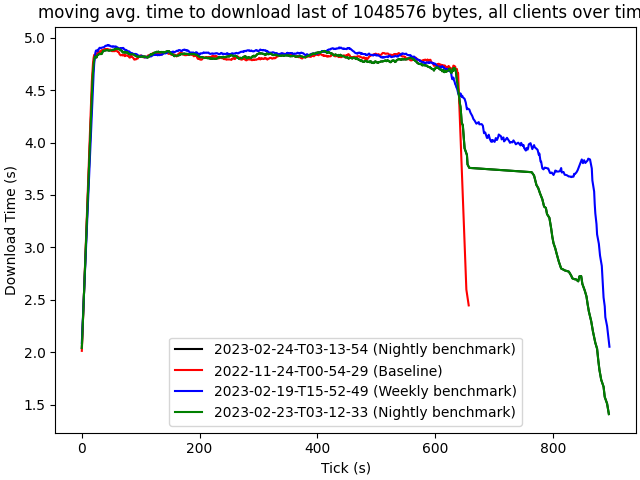 moving avg. time to download last of 1048576 bytes, all clients over tim
5.0
4.5
4.0
3.5
3.0
2.5
2.0
1.5
Download Time (s)
2023-02-24-T03-13-54 (Nightly benchmark)
2022-11-24-T00-54-29 (Baseline)
2023-02-19-T15-52-49 (Weekly benchmark)
2023-02-23-T03-12-33 (Nightly benchmark)
0 200 400 600 800
Tick (s)